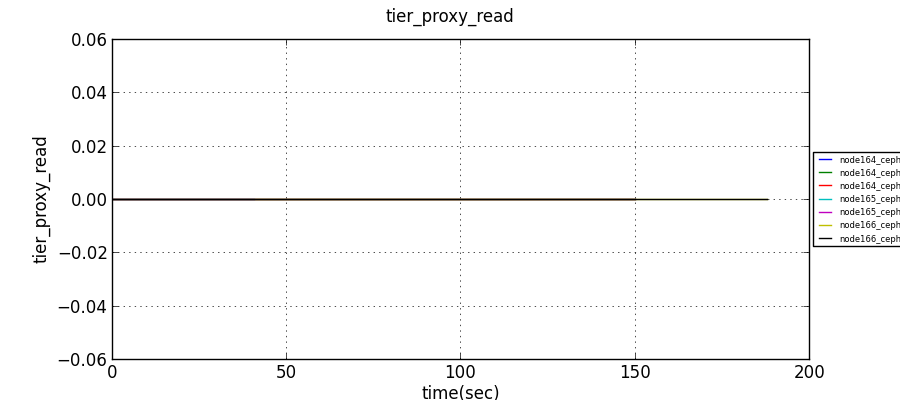 tier_proxy_read
0.06
0.04
0.02
0.00
−0.02
−0.04
−0.06
tier_proxy_read
0 50 100 150 200
time(sec)
node164_ceph
node164_ceph
node164_ceph
node165_ceph
node165_ceph
node166_ceph
node166_ceph